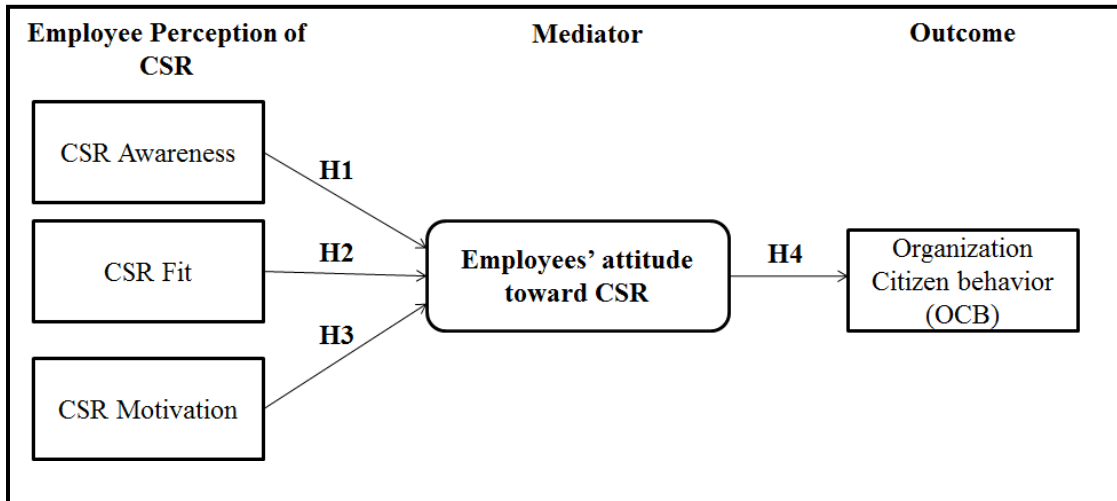 Employee Perception of
CSR
Mediator
Outcome
CSR Awareness
H1
CSR Fit
H2
Employees’ attitude
toward CSR
H4
Organization
Citizen behavior
(OCB)
H3
CSR Motivation